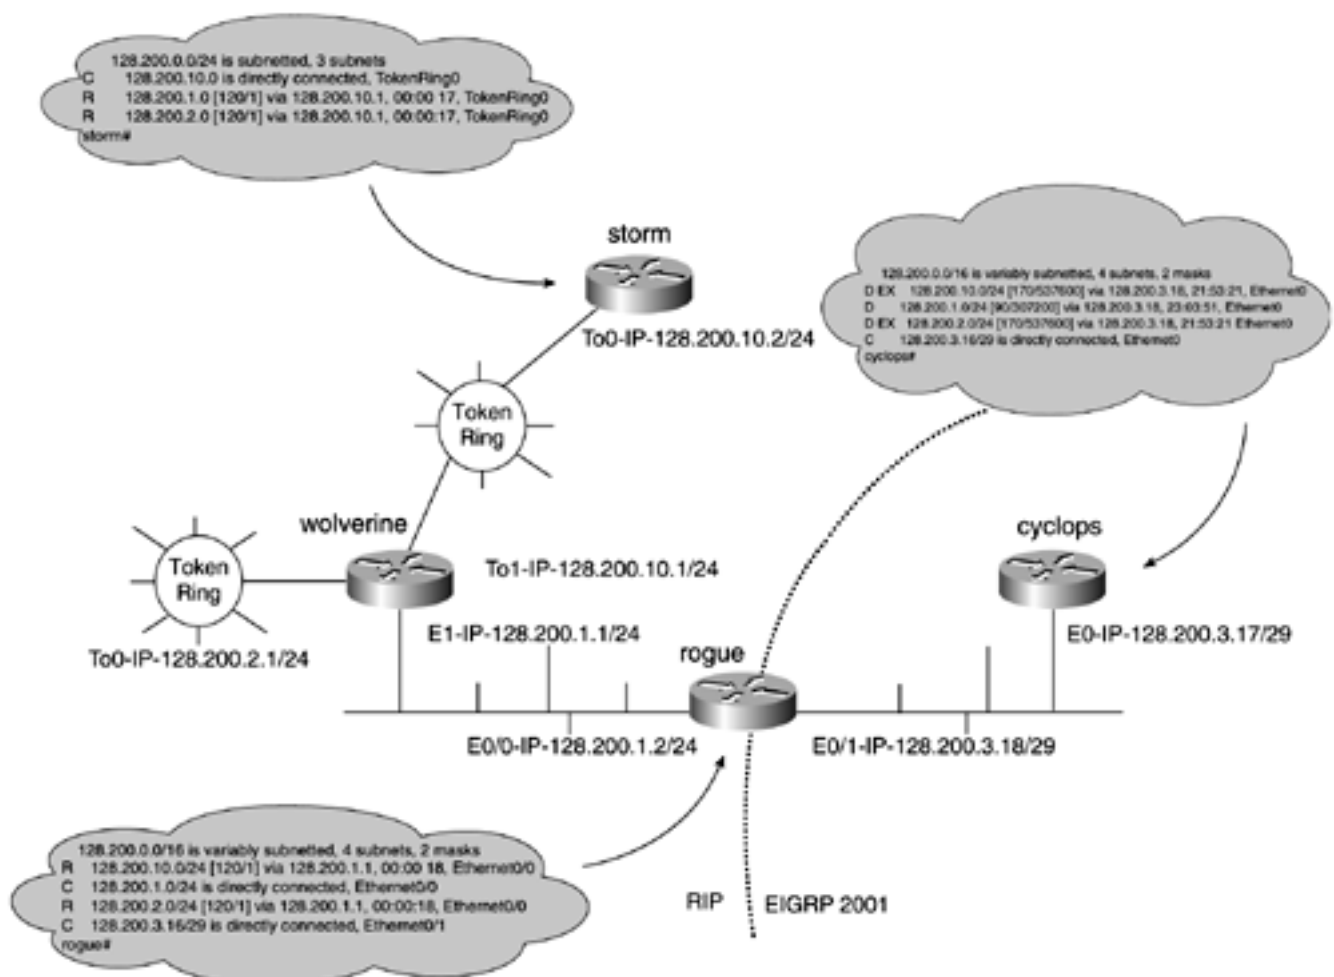 128.200.0.0/24 is subnetted, 3 subnets
C 128.200.10.0 is directly connected, TokenRing0
R 128.200.1.0 [120/1] via 128.200.10.1, 00:00 17, TokenRing0
R 128.200.2.0 [120/1] via 128.200.10.1, 00:00:17, TokenRing0
storm#
storm
To0-IP-128.200.10.2/24
128.200.0.0/16 is variably subnetted, 4 subnets, 2 masks
D EX 128.200.10.0/24 [170/537600] via 128.200.3.18, 21:53:21, Ethernet0
D 128.200.1.0/24 [90/307200] via 128.200.3.18, 23:03:51, Ethernet0
D EX 128.200.2.0/24 [170/537600] via 128.200.3.18, 21:53:21 Ethernet0
C 128.200.3.16/29 is directly connected, Ethernet0
cyclops#
Token
Ring
wolverine
cyclops
Token
Ring
To1-IP-128.200.10.1/24
E1-IP-128.200.1.1/24
E0-IP-128.200.3.17/29
To0-IP-128.200.2.1/24
rogue
E0/0-IP-128.200.1.2/24
E0/1-IP-128.200.3.18/29
128.200.0.0/16 is variably subnetted, 4 subnets, 2 masks
R 128.200.10.0/24 [120/1] via 128.200.1.1, 00:00 18, Ethernet0/0
C 128.200.1.0/24 is directly connected, Ethernet0/0
R 128.200.2.0/24 [120/1] via 128.200.1.1, 00:00:18, Ethernet0/0
C 128.200.3.16/29 is directly connected, Ethernet0/1
rogue#
RIP
EIGRP 2001